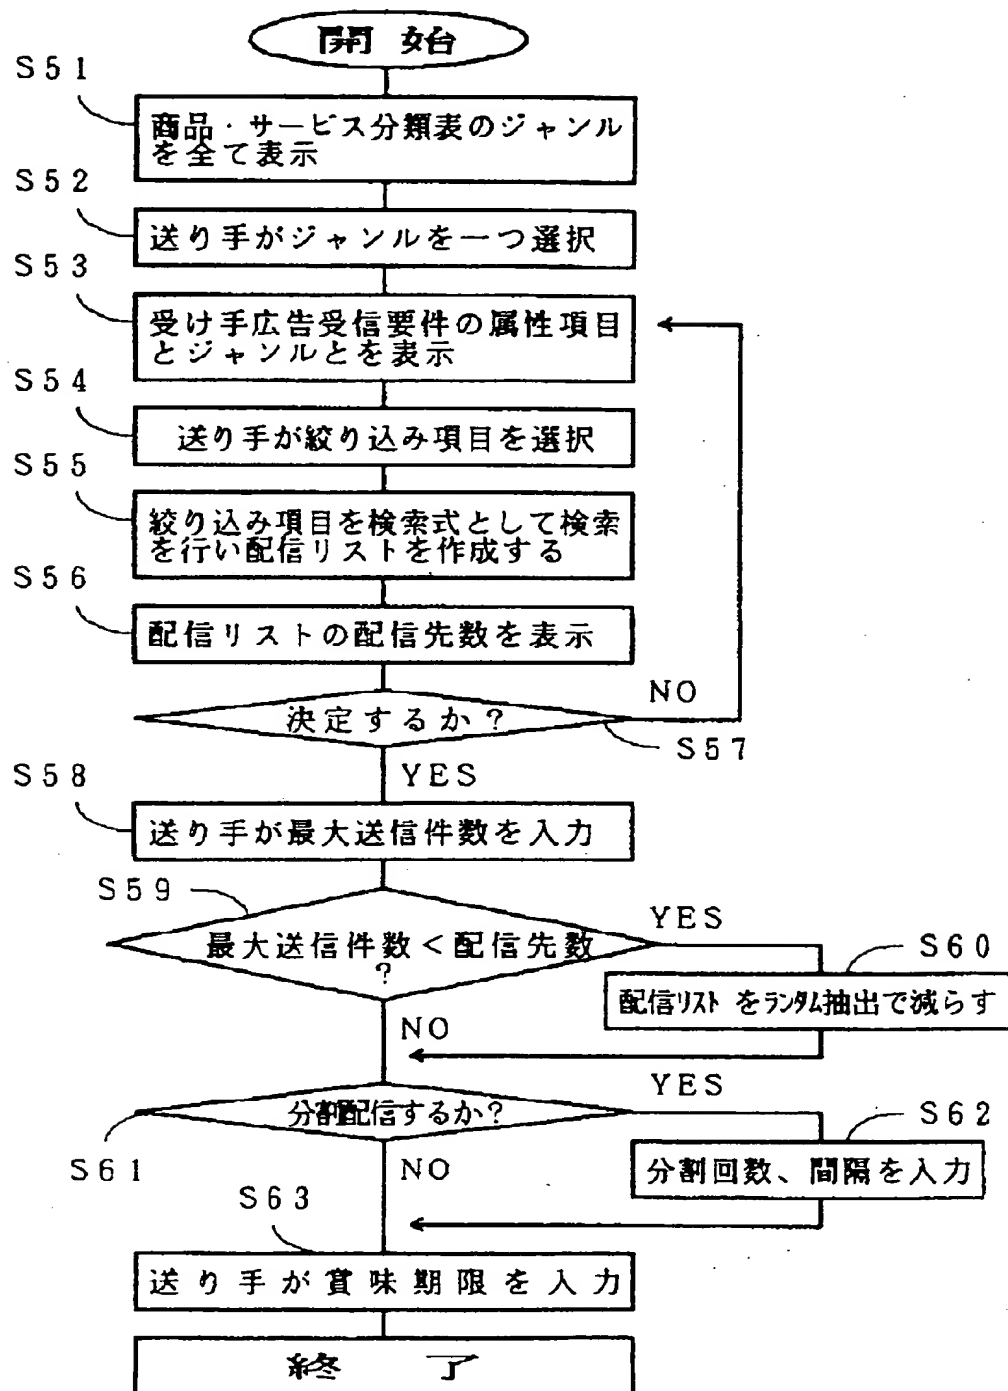 開 始
S51
商品・サービス分類表のジャンル
を全て表示
S52
送り手がジャンルを一つ選択
S53
受け手広告受信要件の属性項目
とジャンルとを表示
S54
送り手が絞り込み項目を選択
S55
絞り込み項目を検索式として検索
を行い配信リストを作成する
S56
配信リストの配信先数を表示
NO
決定するか？
S57
YES
S58
送り手が最大送信件数を入力
S59
YES
最大送信件数＜配信先数
？
S60
配信リスト をランダム抽出で減らす
NO
YES
分割配信するか？
S61
S62
分割回数、間隔を入力
NO
S63
送り手が賞味期限を入力
終 了